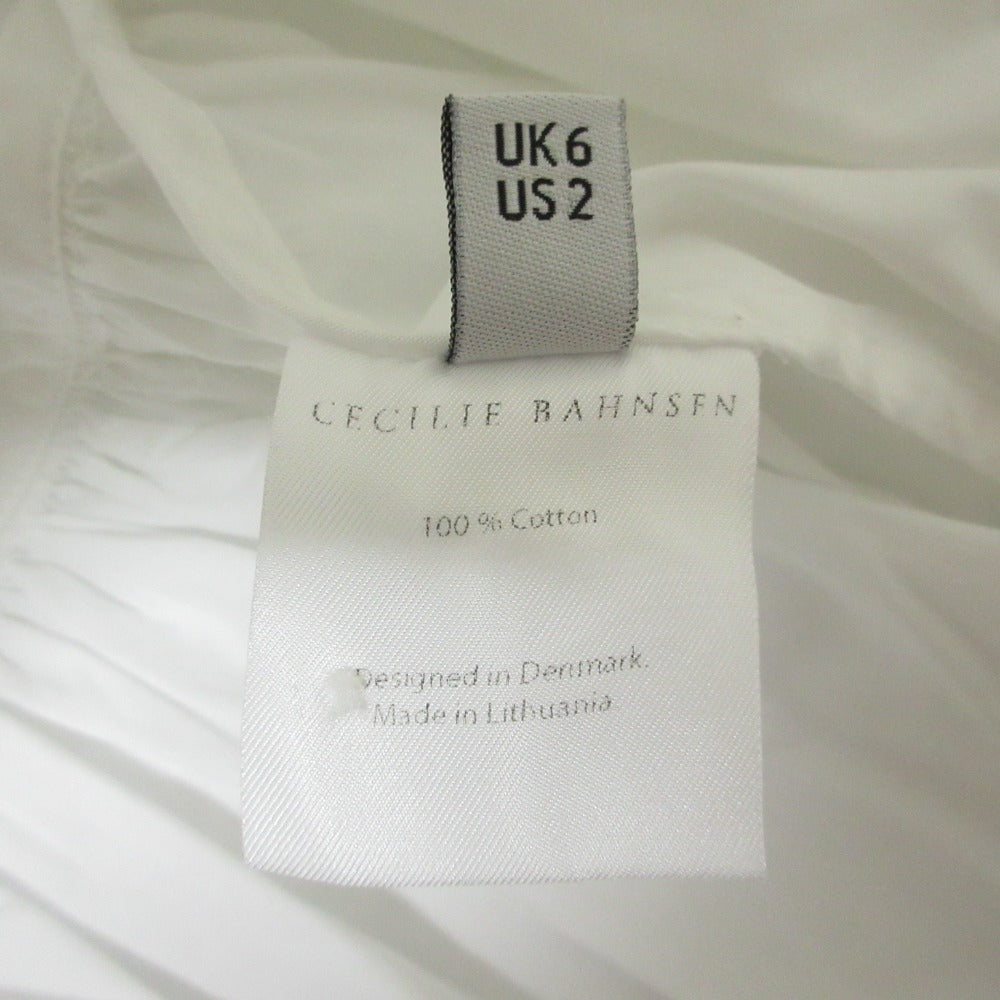 UK 6
US 2
CECILIE BAHNSEN
100 % Cotton
Designed in Denmark.
Made in Lithuania